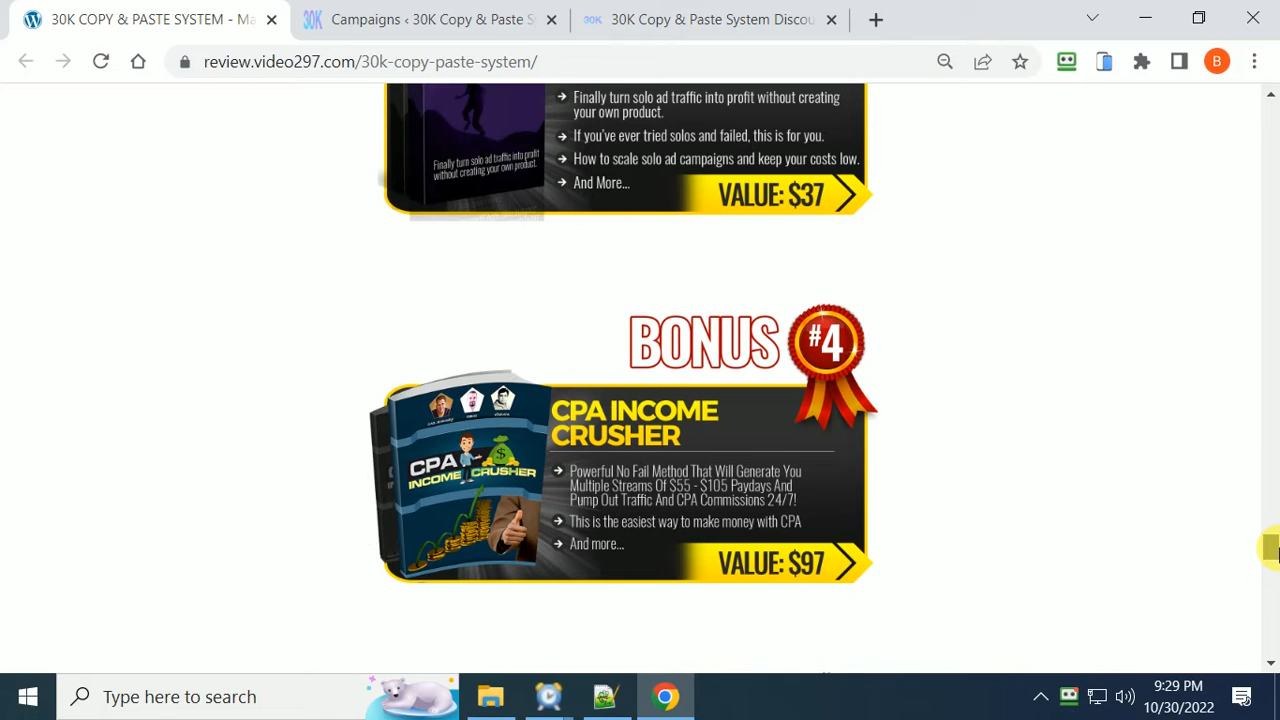 30K COPY & PASTE SYSTEM - Ma
Campaigns ‹ 30K Copy & Paste S
30K Copy & Paste System Discou
review.video297.com/30k-copy-paste-system/
B
Finally turn solo ad traffic into profit without creating
your own product.
If you've ever tried solos and failed, this is for you.
How to scale solo ad campaigns and keep your costs low.
And More...
VALUE: $37
Finally turn solo ad traffic into profit
without creating your own product.
BONUS #4
CPA INCOME
CRUSHER
Powerful No Fail Method That Will Generate You
Multiple Streams Of $55 - $105 Paydays And
Pump Out Traffic And CPA Commissions 24/7!
This is the easiest way to make money with CPA
And more...
VALUE: $97
CPA
INCOME CRUSHER
Type here to search
9:29 PM
10/30/2022